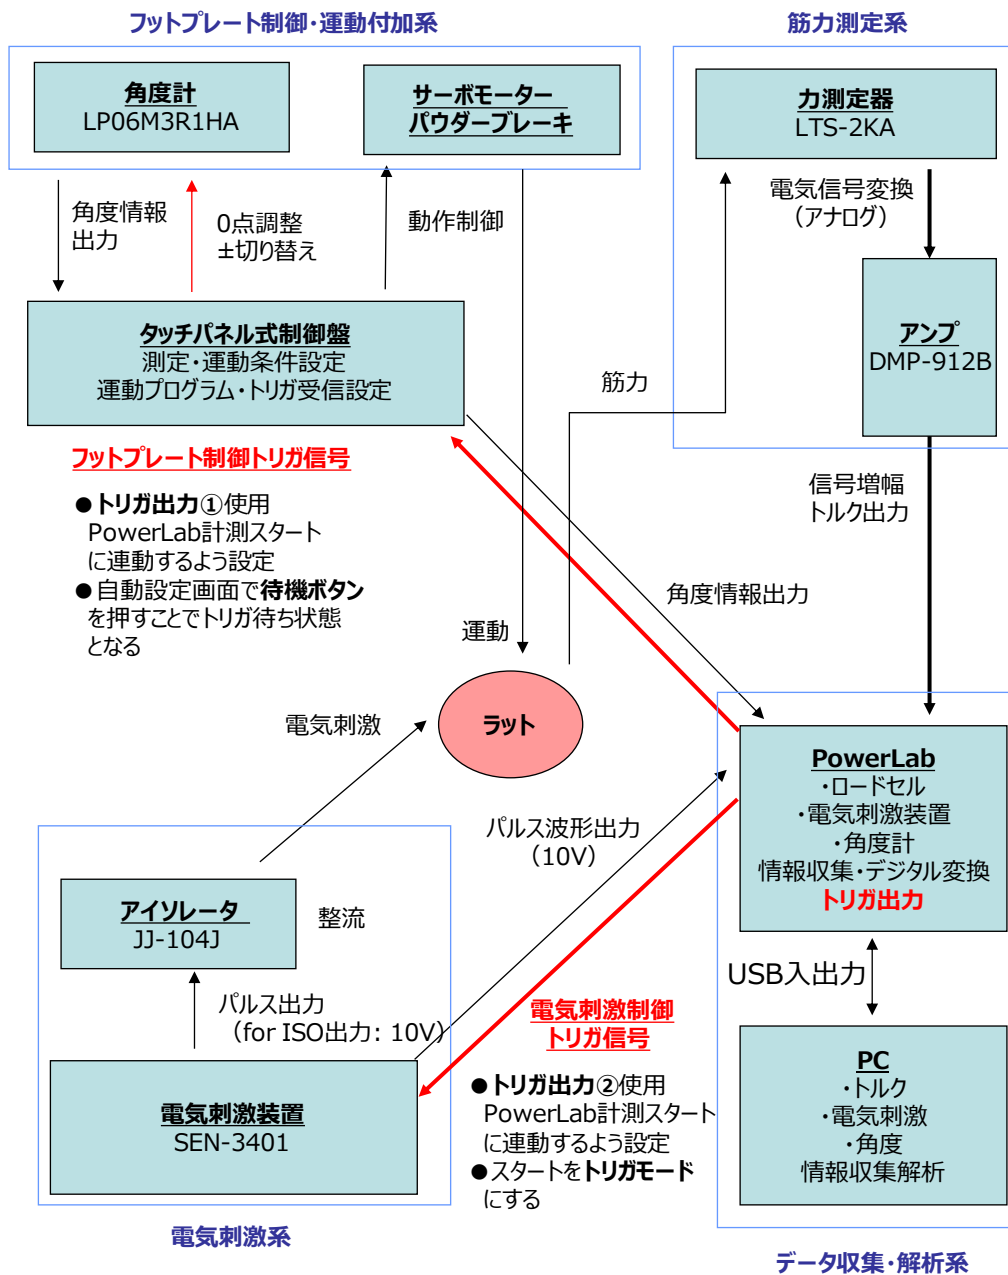 フットプレート制御・運動付加系
筋力測定系
角度計
LP06M3R1HA
サーボモーター
パウダーブレーキ
力測定器
LTS-2KA
角度情報
出力
0点調整
±切り替え
動作制御
電気信号変換
（アナログ）
タッチパネル式制御盤
測定・運動条件設定
運動プログラム・トリガ受信設定
アンプ
DMP-912B
筋力
フットプレート制御トリガ信号
●トリガ出力①使用
PowerLab計測スタート
に連動するよう設定
●自動設定画面で待機ボタン
を押すことでトリガ待ち状態
となる
信号増幅
トルク出力
角度情報出力
運動
電気刺激
ラット
PowerLab
・ロードセル
・電気刺激装置
・角度計
情報収集・デジタル変換
トリガ出力
パルス波形出力
（10V）
アイソレータ
JJ-104J
整流
USB入出力
パルス出力
（for ISO出力: 10V）
電気刺激制御
トリガ信号
●トリガ出力②使用
PowerLab計測スタート
に連動するよう設定
●スタートをトリガモード
にする
電気刺激装置
SEN-3401
PC
・トルク
・電気刺激
・角度
情報収集解析
電気刺激系
データ収集・解析系